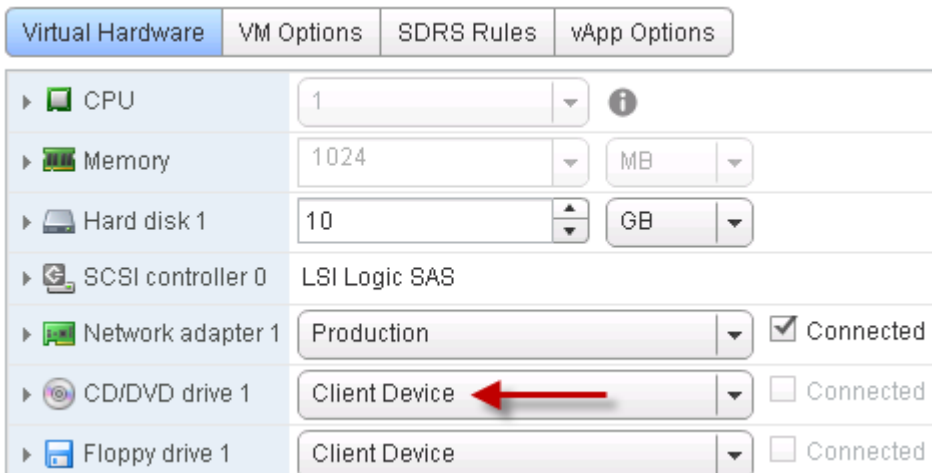 Virtual Hardware VM Options SDRS Rules vApp Options
CPU 1
Memory 1024 MB
Hard disk 1 10 GB
SCSI controller 0 LSI Logic SAS
Network adapter 1 Production Connected
CD/DVD drive 1 Client Device Connected
Floppy drive 1 Client Device Connected